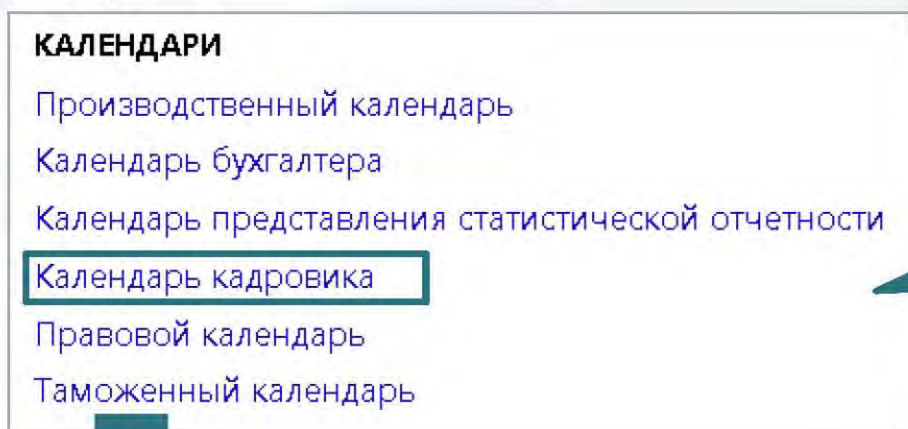 КАЛЕНДАРИ
Производственный календарь
Календарь бухгалтера
Календарь представления статистической отчетности
Календарь кадровика
Правовой календарь
Таможенный календарь